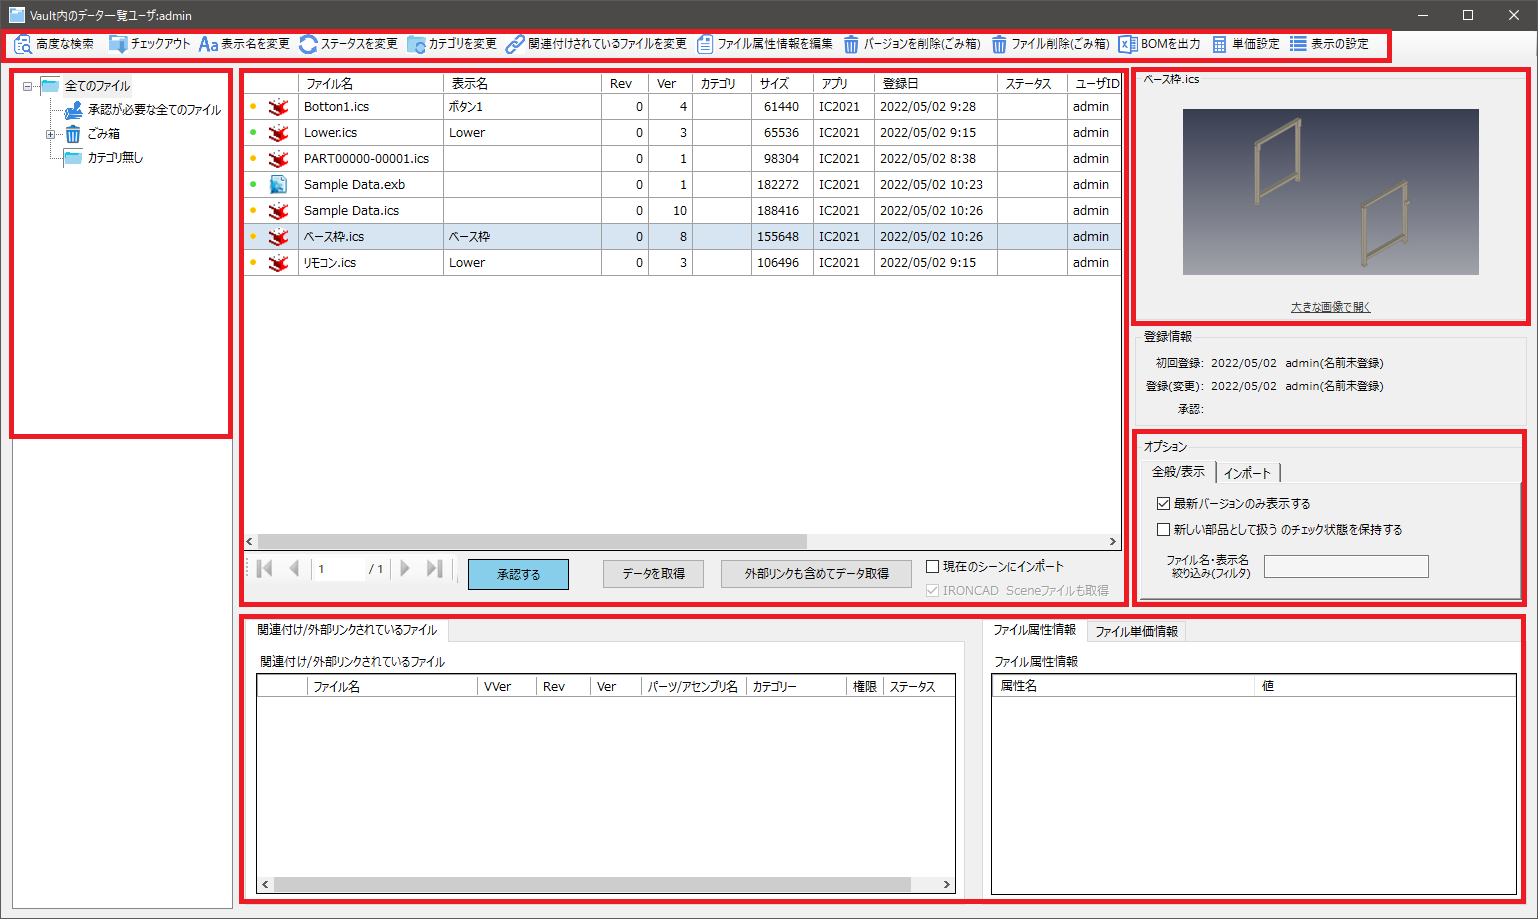 Vault内のデータ一覧ユーザ:admin
高度な検索 チェックアウト 表示名を変更 ステータスを変更 カテゴリを変更 関連付けされているファイルを変更 ファイル属性情報を編集 バージョンを削除(ごみ箱) ファイル削除(ごみ箱) BOMを出力 単価設定 表示の設定
全てのファイル
承認が必要な全てのファイル
ごみ箱
カテゴリ無し
ファイル名 表示名 Rev Ver カテゴリ サイズ アプリ 登録日 ステータス ユーザID
Botton1.ics ボタン1 0 4 61440 IC2021 2022/05/02 9:28 admin
Lower.ics Lower 0 3 65536 IC2021 2022/05/02 9:15 admin
PART00000-00001.ics 0 1 98304 IC2021 2022/05/02 8:38 admin
Sample Data.exb 0 1 182272 IC2021 2022/05/02 10:23 admin
Sample Data.ics 0 10 188416 IC2021 2022/05/02 10:26 admin
ベース枠.ics ベース枠 0 8 155648 IC2021 2022/05/02 10:26 admin
リモコン.ics Lower 0 3 106496 IC2021 2022/05/02 9:15 admin
1 / 1
承認する
データを取得
外部リンクも含めてデータ取得
現在のシーンにインポート
IRONCAD Sceneファイルも取得
ベース枠.ics
大きな画像で開く
登録情報
初回登録: 2022/05/02 admin(名前未登録)
登録(変更): 2022/05/02 admin(名前未登録)
承認:
オプション
全般/表示 インポート
最新バージョンのみ表示する
新しい部品として扱う のチェック状態を保持する
ファイル名・表示名
絞り込み(フィルタ)
関連付け/外部リンクされているファイル
関連付け/外部リンクされているファイル
ファイル名 VVer Rev Ver パーツ/アセンブリ名 カテゴリー 権限 ステータス
ファイル属性情報 ファイル単価情報
ファイル属性情報
属性名 値